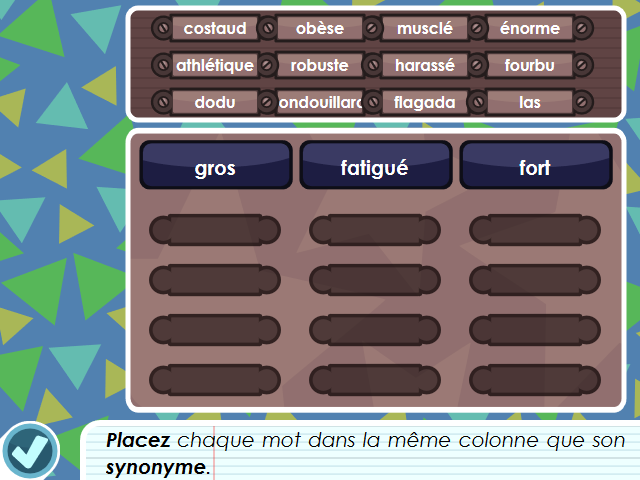 costaud obèse musclé énorme
athlétique robuste harassé fourbu
dodu ondouillard flagada las
gros fatigué fort
Placez chaque mot dans la même colonne que son
synonyme.